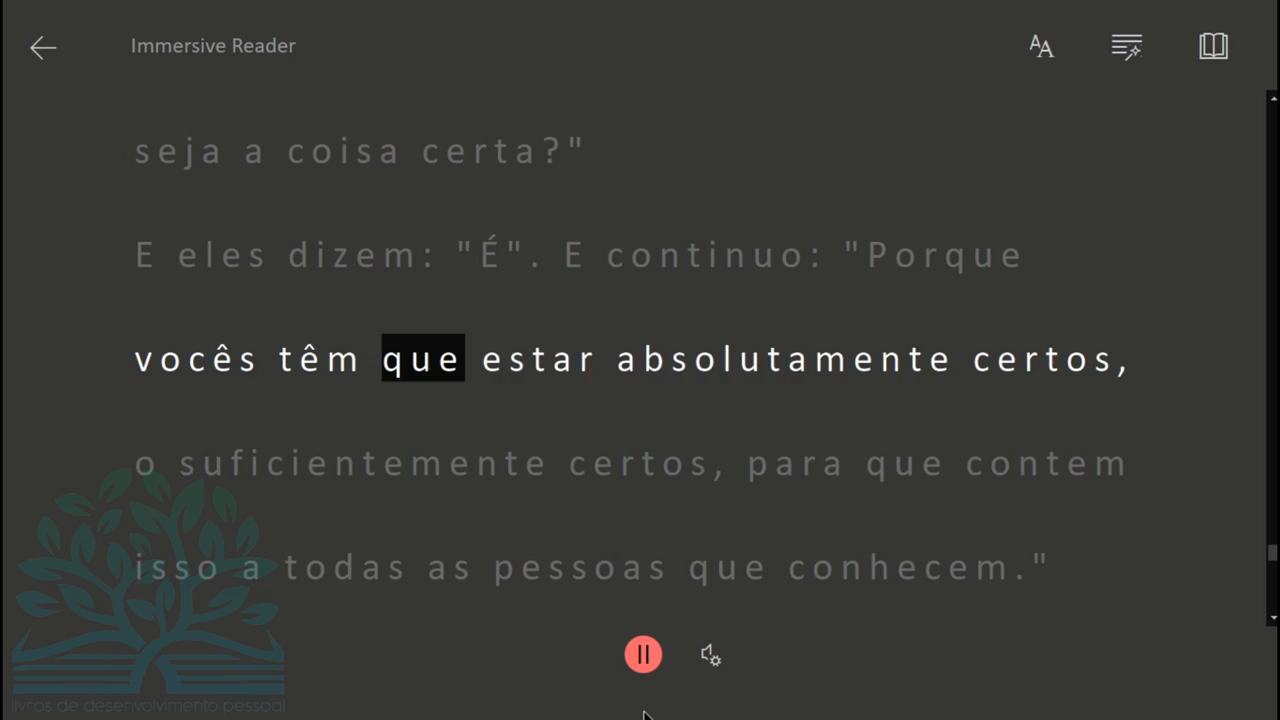 Immersive Reader
seja a coisa certa?"
E eles dizem: "É". E continuo: "Porque
vocês têm que estar absolutamente certos,
o suficientemente certos, para que contem
isso a todas as pessoas que conhecem."
livros de desenvolvimento pessoal